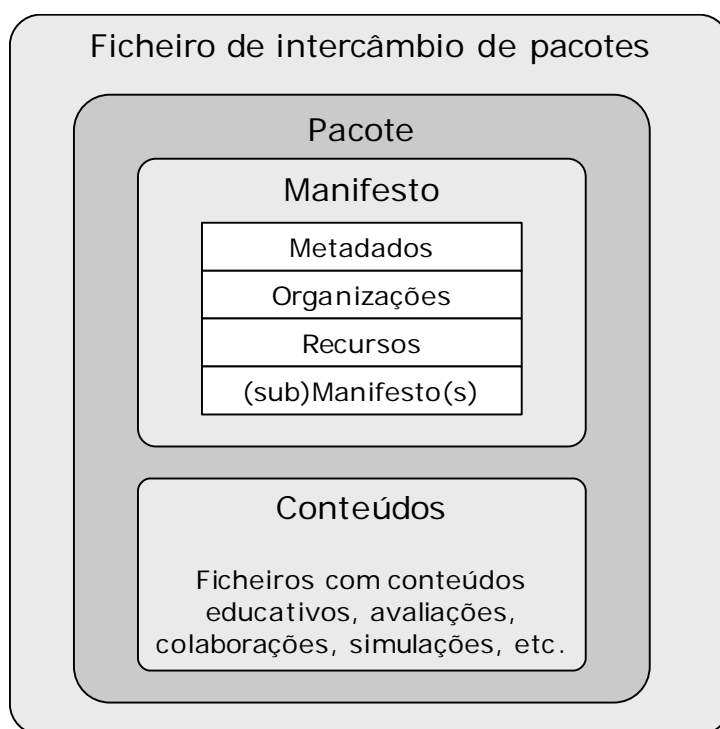 Ficheiro de intercâmbio de pacotes
Pacote
Manifesto
Metadados
Organizações
Recursos
(sub)Manifesto(s)
Conteúdos
Ficheiros com conteúdos
educativos, avaliações,
colaborações, simulações, etc.